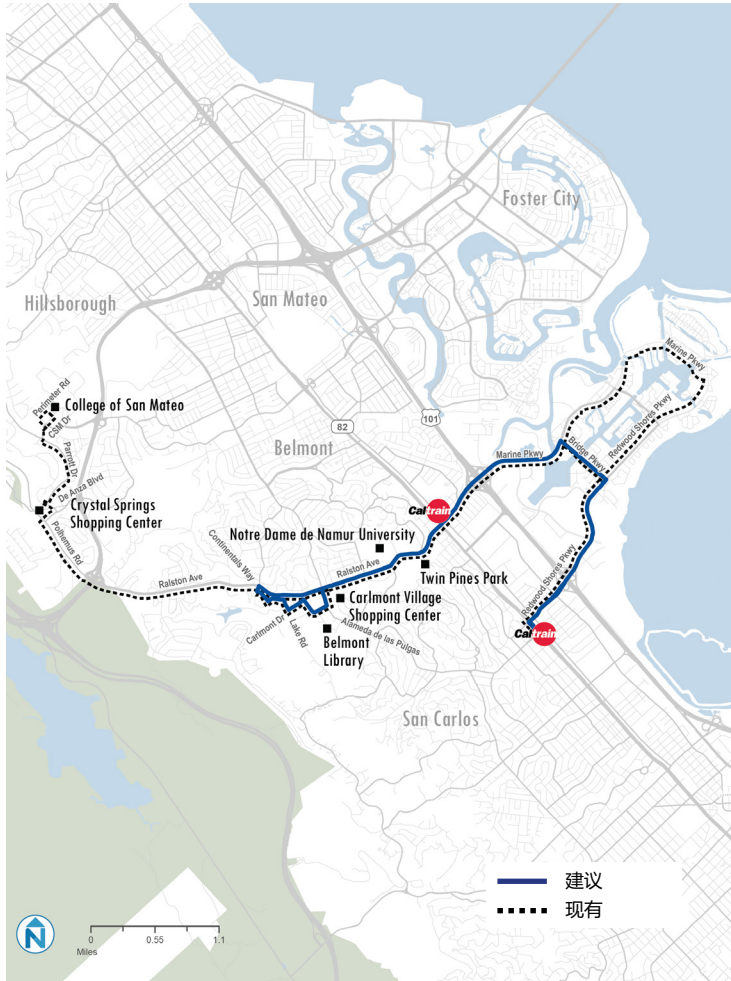 Foster City
Hillsborough
San Mateo
Marine Pkwy
Redwood Shores Pkwy
Perimeter Rd
College of San Mateo
CSM Dr
82
101
Belmont
Parrott Dr
Marine Pkwy
Bridge Pkwy
De Anza Blvd
Crystal Springs
Shopping Center
Caltrain
Polhemus Rd
Notre Dame de Namur University
Continentals Way
Ralston Ave
Ralston Ave
Twin Pines Park
Redwood Shores Pkwy
Carlmont Village
Shopping Center
Carlmont Dr
Lake Rd
Alameda de las Pulgas
Caltrain
Belmont
Library
San Carlos
建议
现有
N
0 0.55 1.1
Miles